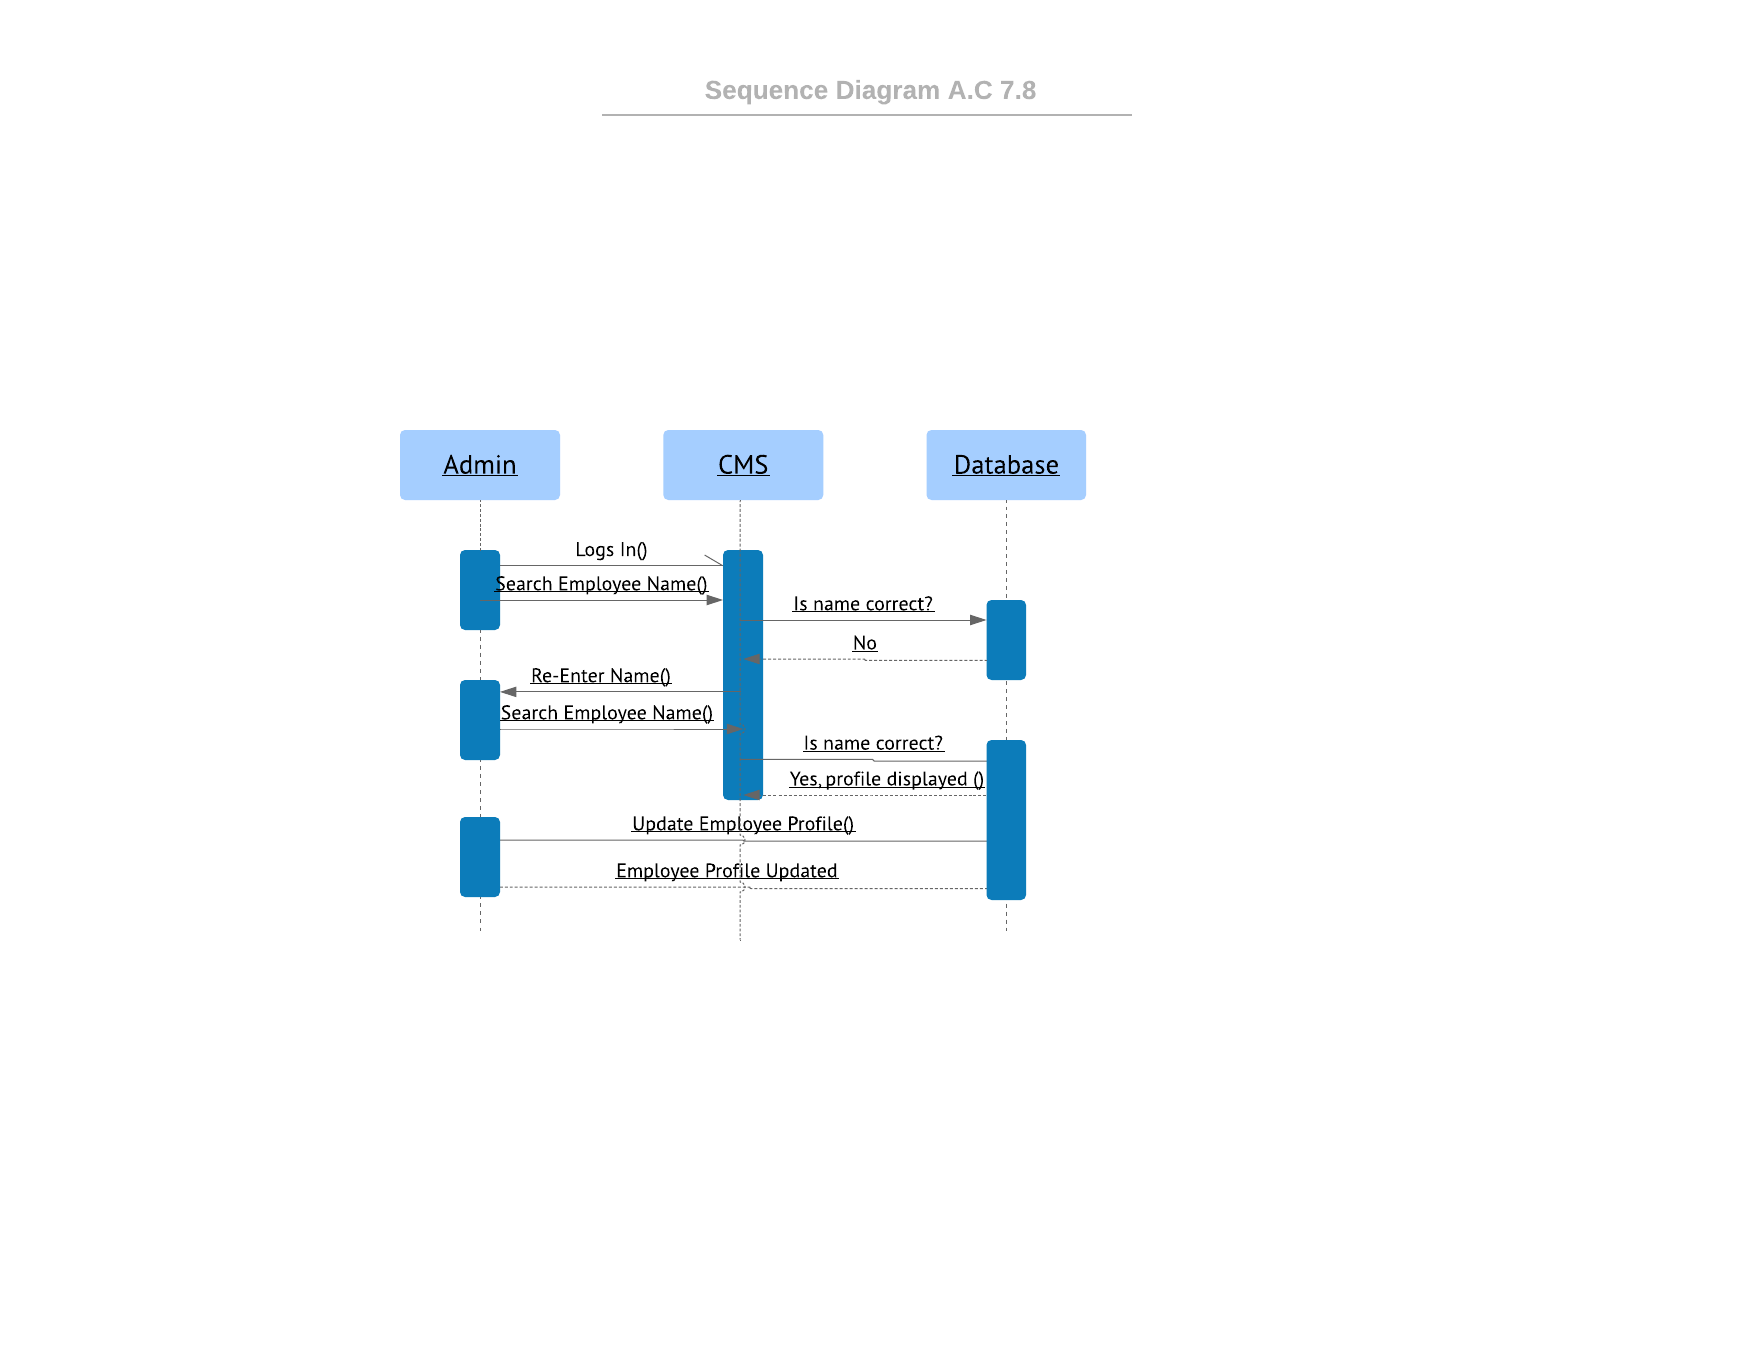 Sequence Diagram A.C 7.8
Admin
CMS
Database
Logs In()
Search Employee Name()
Is name correct?
No
Re-Enter Name()
Search Employee Name()
Is name correct?
Yes, profile displayed ()
Update Employee Profile()
Employee Profile Updated